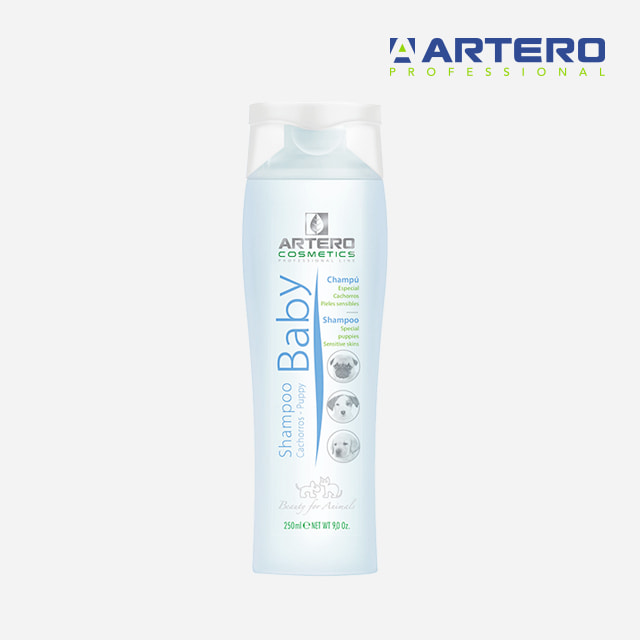 ARTERO
PROFESSIONAL
ARTERO
COSMETICS
PROFESSIONAL LINE
Champú
Especial
Cachorros
Pieles sensibles
Shampoo
Special
puppies
Sensitive skins
Shampoo
Cachorros - Puppy
Baby
Beauty for Animals
250ml ℮ NET WT 9,0 Oz.